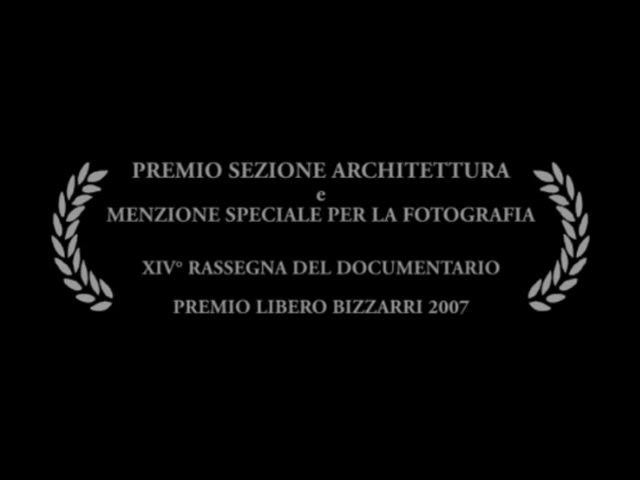 PREMIO SEZIONE ARCHITETTURA
e
MENZIONE SPECIALE PER LA FOTOGRAFIA
XIV° RASSEGNA DEL DOCUMENTARIO
PREMIO LIBERO BIZZARRI 2007